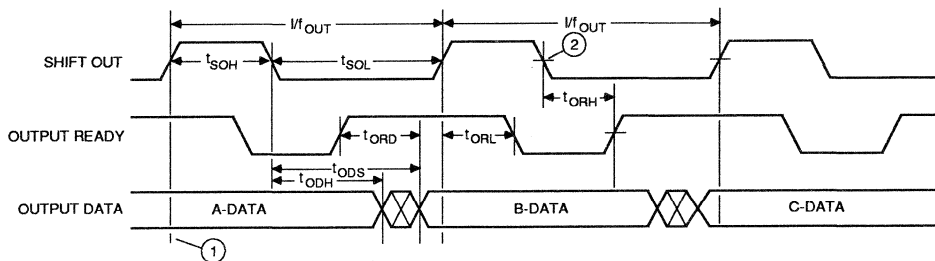 I/fOUT I/fOUT
SHIFT OUT tSOH tSOL 2
tORH
OUTPUT READY tORD tORL
tODS
tODH
OUTPUT DATA A-DATA B-DATA C-DATA
1